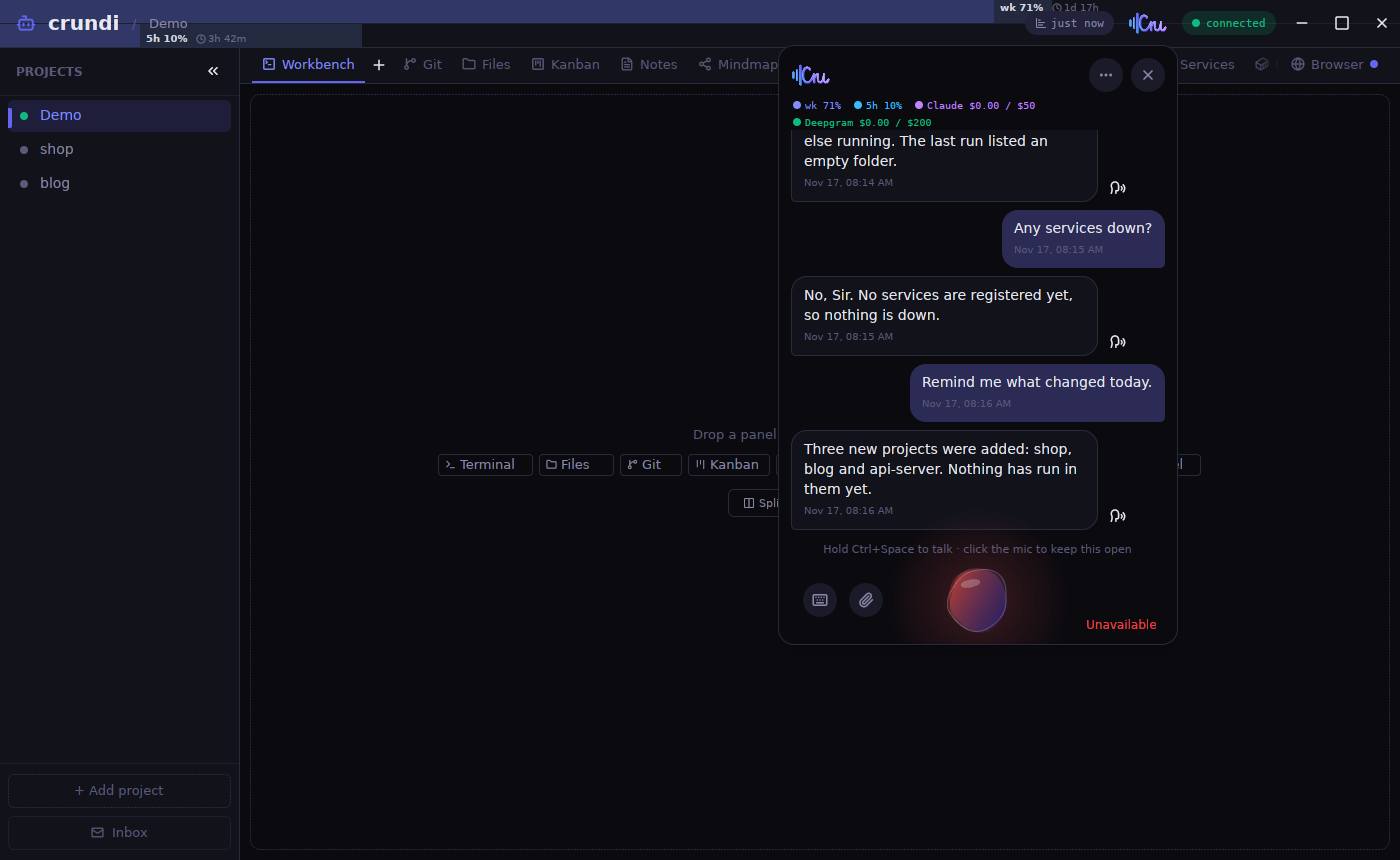 wk 71% 1d 17h
crundi / Demo
just now
Cru
connected
5h 10% 3h 42m
PROJECTS
Workbench
Git
Files
Kanban
Notes
Mindmap
Services
Browser
Demo
shop
blog
Cru
wk 71% 5h 10% Claude $0.00 / $50
Deepgram $0.00 / $200
else running. The last run listed an
empty folder.
Nov 17, 08:14 AM
Any services down?
Nov 17, 08:15 AM
No, Sir. No services are registered yet,
so nothing is down.
Nov 17, 08:15 AM
Remind me what changed today.
Nov 17, 08:16 AM
Three new projects were added: shop,
blog and api-server. Nothing has run in
them yet.
Nov 17, 08:16 AM
Hold Ctrl+Space to talk · click the mic to keep this open
Unavailable
Drop a panel
Terminal
Files
Git
Kanban
+ Add project
Inbox